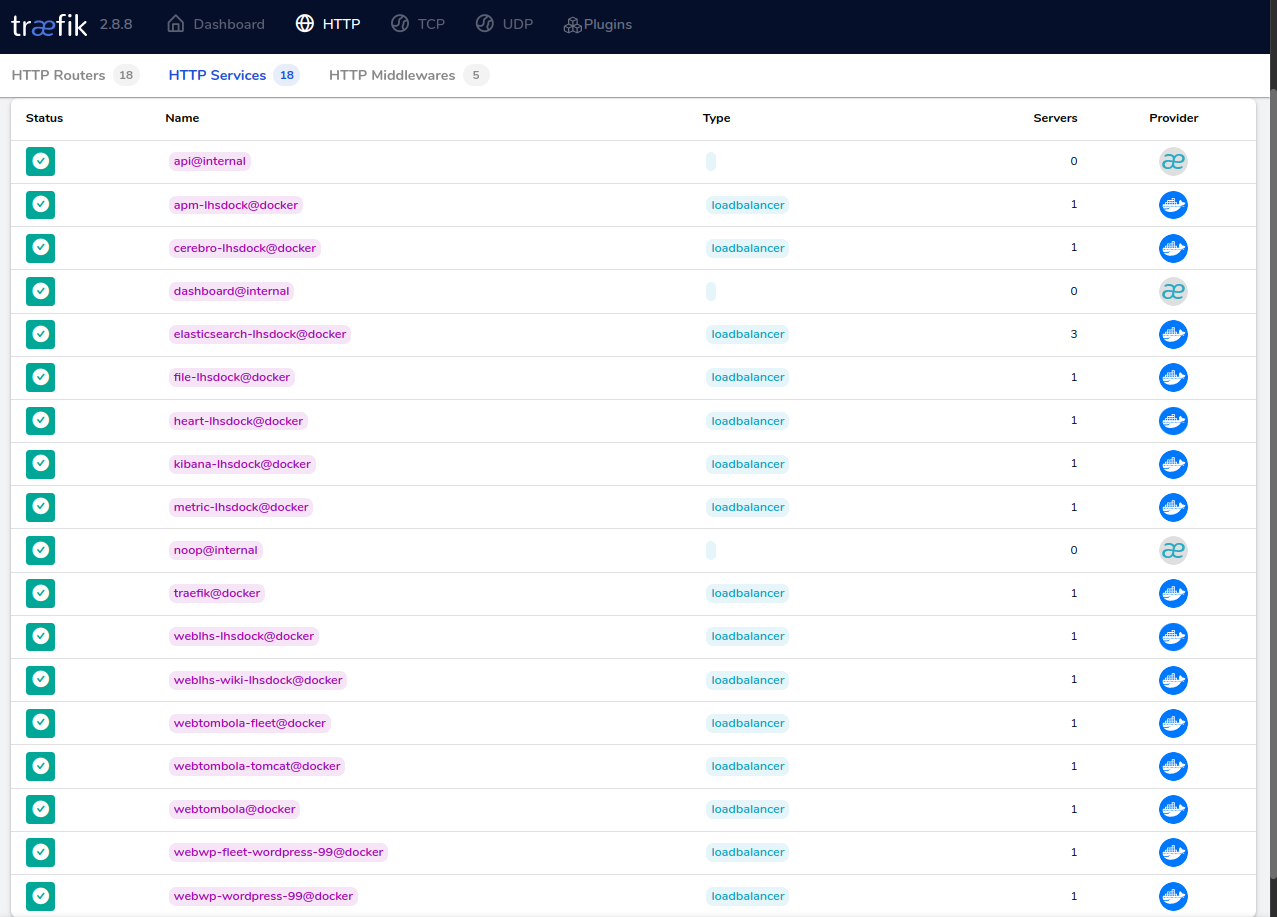 træfik 2.8.8 Dashboard HTTP TCP UDP Plugins
HTTP Routers 18 HTTP Services 18 HTTP Middlewares 5
Status Name Type Servers Provider
api@internal 0 æ
apm-lhsdock@docker loadbalancer 1
cerebro-lhsdock@docker loadbalancer 1
dashboard@internal 0 æ
elasticsearch-lhsdock@docker loadbalancer 3
file-lhsdock@docker loadbalancer 1
heart-lhsdock@docker loadbalancer 1
kibana-lhsdock@docker loadbalancer 1
metric-lhsdock@docker loadbalancer 1
noop@internal 0 æ
traefik@docker loadbalancer 1
weblhs-lhsdock@docker loadbalancer 1
weblhs-wiki-lhsdock@docker loadbalancer 1
webtombola-fleet@docker loadbalancer 1
webtombola-tomcat@docker loadbalancer 1
webtombola@docker loadbalancer 1
webwp-fleet-wordpress-99@docker loadbalancer 1
webwp-wordpress-99@docker loadbalancer 1